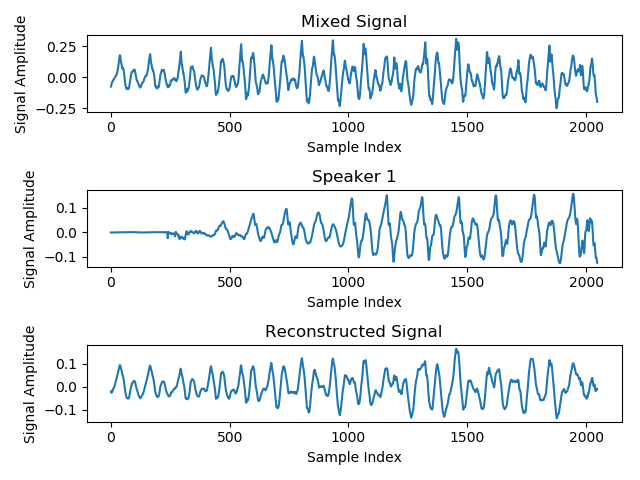 Mixed Signal
Signal Amplitude
0.25
0.00
−0.25
0
500
1000
1500
2000
Sample Index
Speaker 1
Signal Amplitude
0.1
0.0
−0.1
0
500
1000
1500
2000
Sample Index
Reconstructed Signal
Signal Amplitude
0.1
0.0
−0.1
0
500
1000
1500
2000
Sample Index